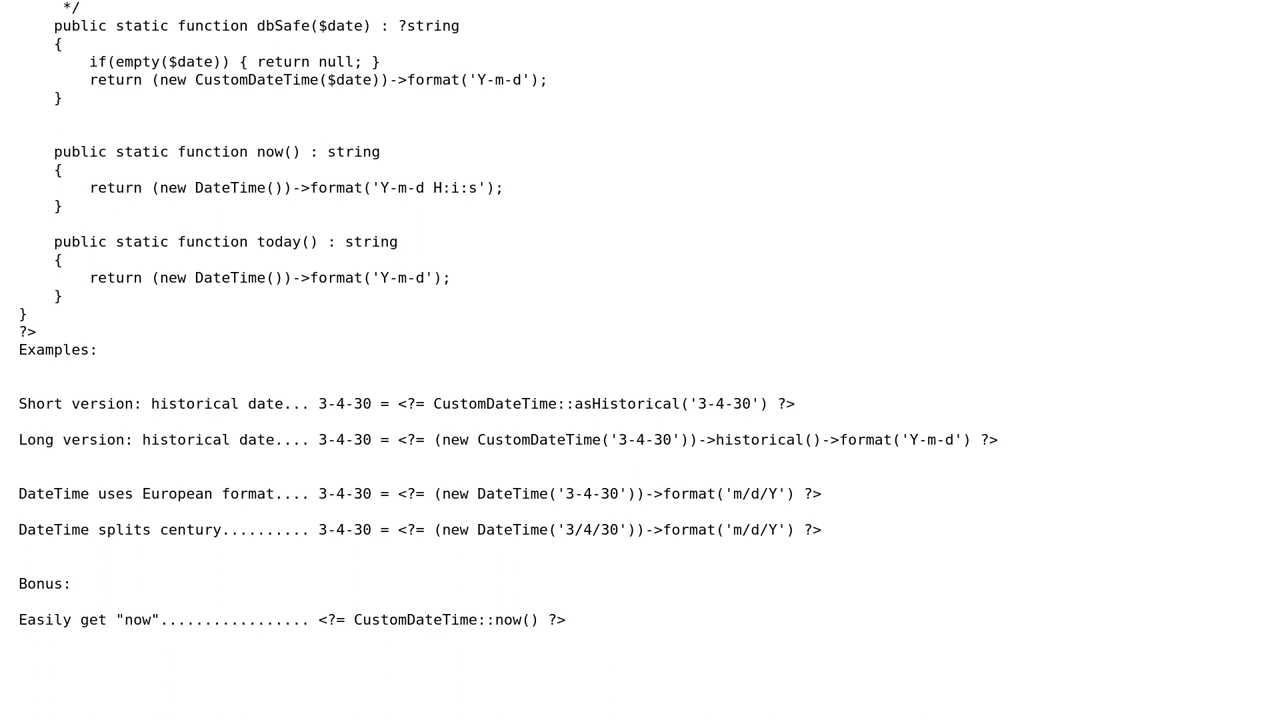 */
    public static function dbSafe($date) : ?string
    {
        if(empty($date)) { return null; }
        return (new CustomDateTime($date))->format('Y-m-d');
    }
    public static function now() : string
    {
        return (new DateTime())->format('Y-m-d H:i:s');
    }
    public static function today() : string
    {
        return (new DateTime())->format('Y-m-d');
    }
}
?>
Examples:
Short version: historical date... 3-4-30 = <?= CustomDateTime::asHistorical('3-4-30') ?>
Long version: historical date.... 3-4-30 = <?= (new CustomDateTime('3-4-30'))->historical()->format('Y-m-d') ?>
DateTime uses European format.... 3-4-30 = <?= (new DateTime('3-4-30'))->format('m/d/Y') ?>
DateTime splits century.......... 3-4-30 = <?= (new DateTime('3/4/30'))->format('m/d/Y') ?>
Bonus:
Easily get "now"................. <?= CustomDateTime::now() ?>